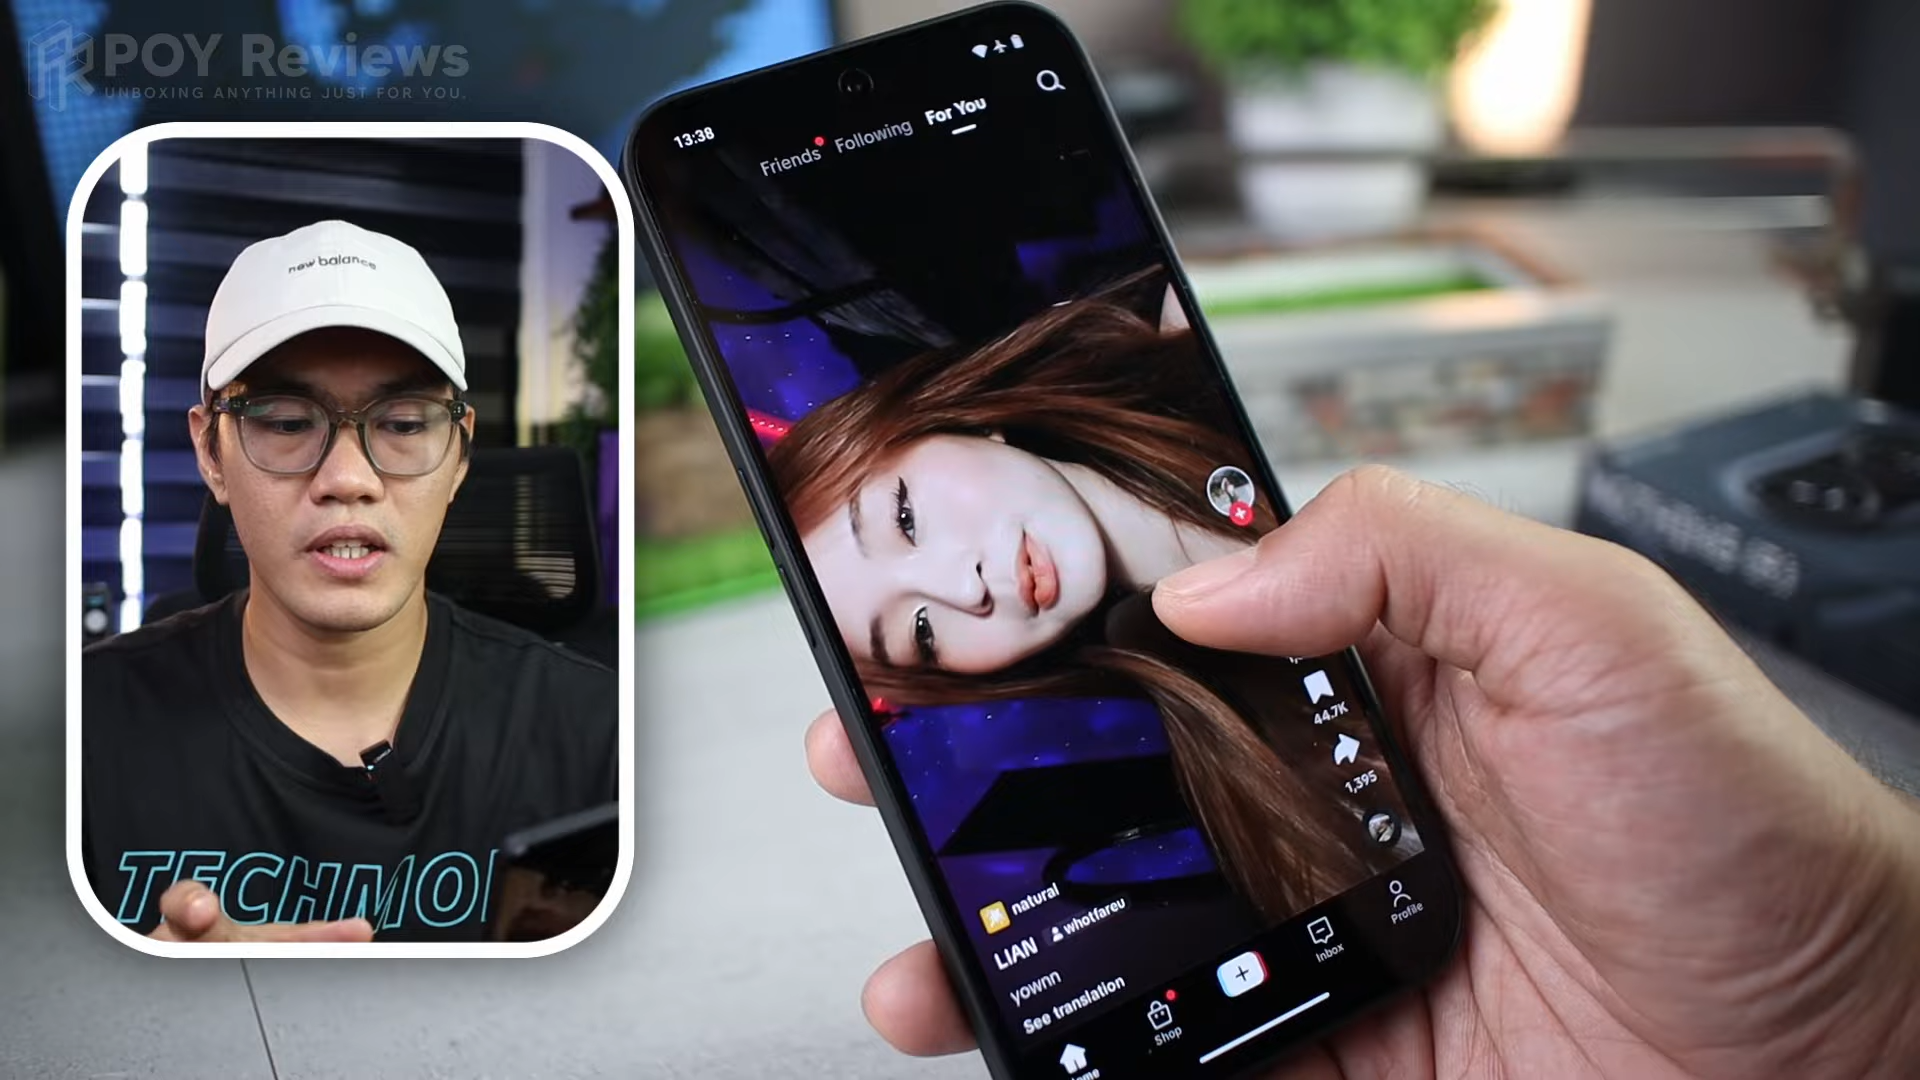 POY Reviews
UNBOXING ANYTHING JUST FOR YOU.
new balance
TECHMO
13:38
Friends
Following
For You
44.7K
1,395
natural
LIAN
whotfareu
yownn
See translation
Shop
Inbox
Profile